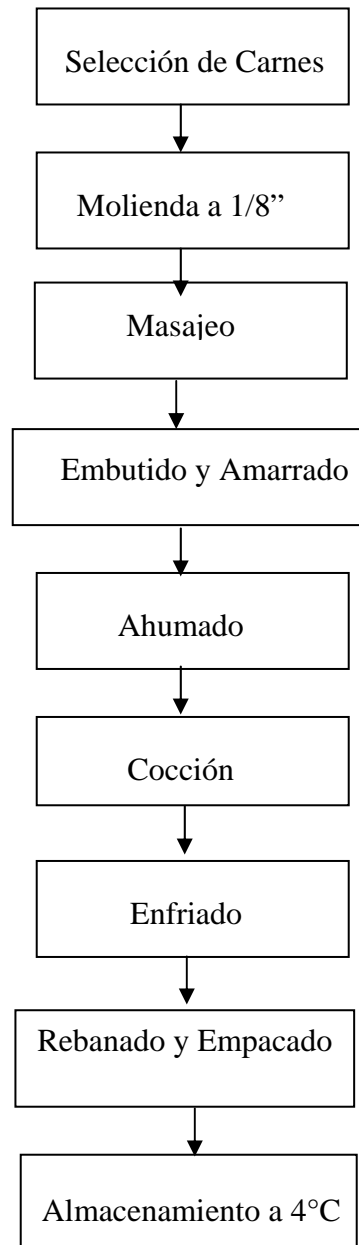 Selección de Carnes
Molienda a 1/8”
Masajeo
Embutido y Amarrado
Ahumado
Cocción
Enfriado
Rebanado y Empacado
Almacenamiento a 4°C